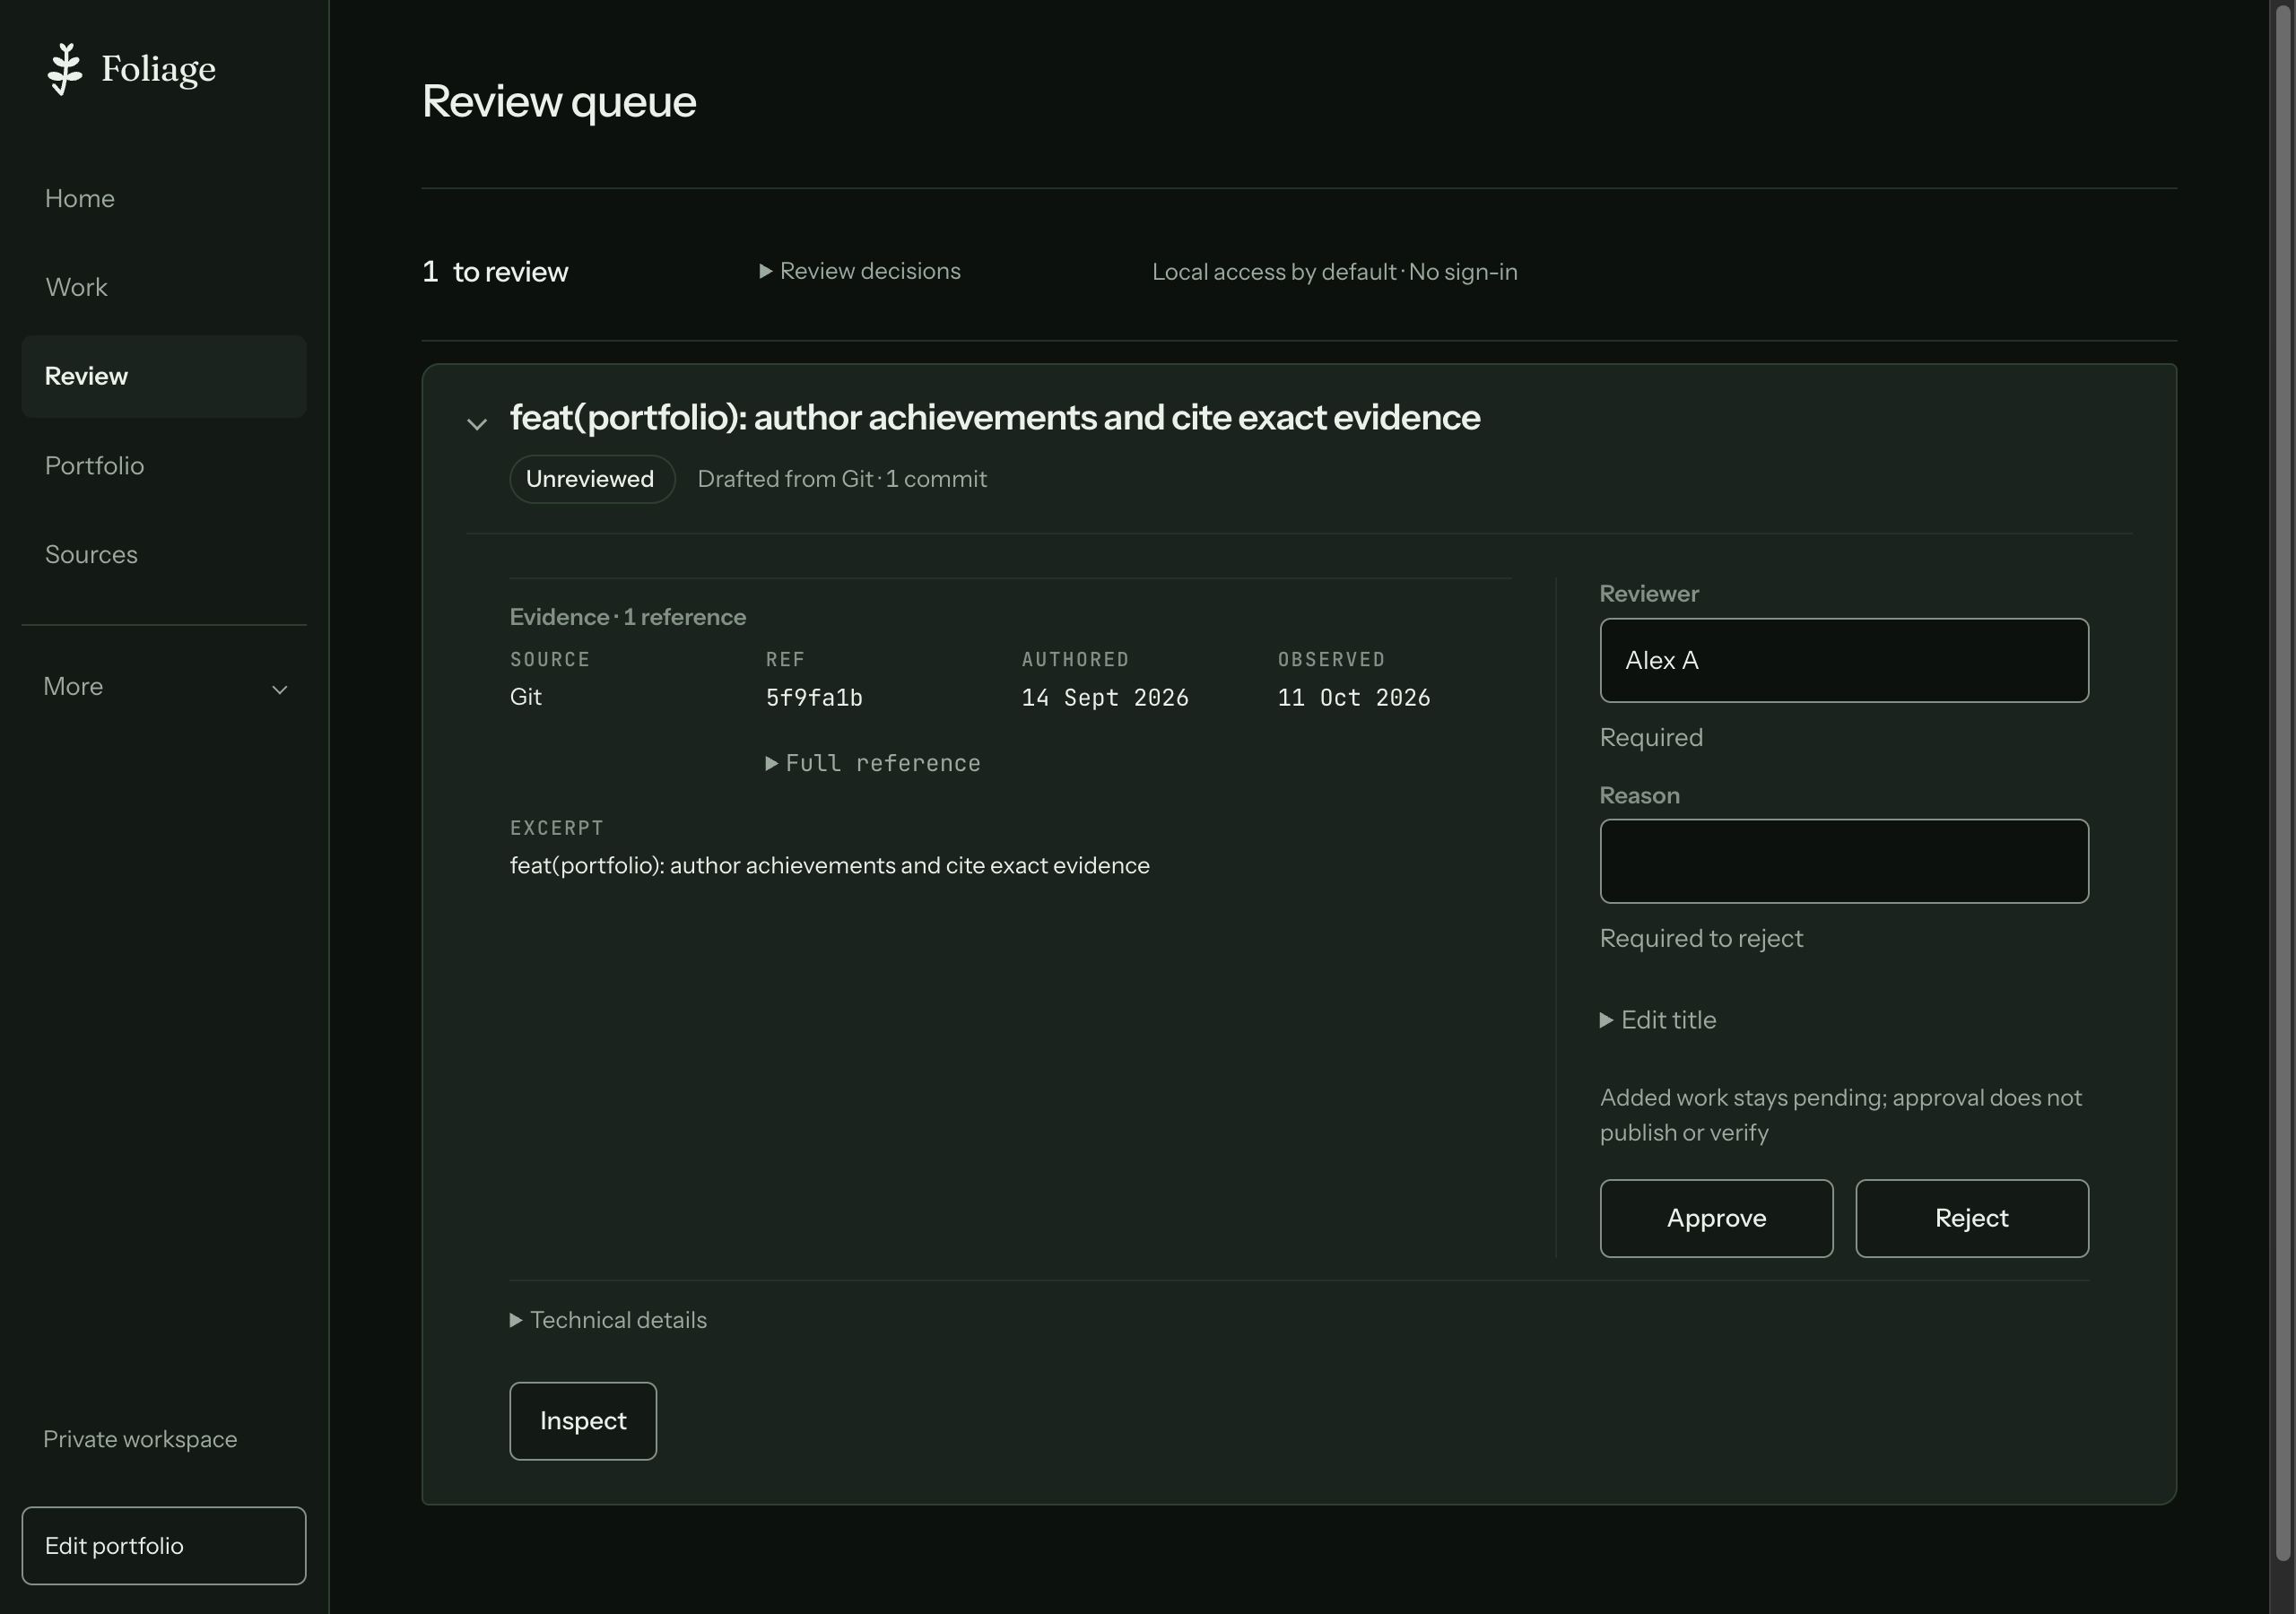 Foliage
Home
Work
Review
Portfolio
Sources
More
Private workspace
Edit portfolio
Review queue
1 to review
Review decisions
Local access by default · No sign-in
feat(portfolio): author achievements and cite exact evidence
Unreviewed
Drafted from Git · 1 commit
Evidence · 1 reference
SOURCE REF AUTHORED OBSERVED
Git 5f9fa1b 14 Sept 2026 11 Oct 2026
Full reference
EXCERPT
feat(portfolio): author achievements and cite exact evidence
Reviewer
Alex A
Required
Reason
Required to reject
Edit title
Added work stays pending; approval does not
publish or verify
Approve
Reject
Technical details
Inspect